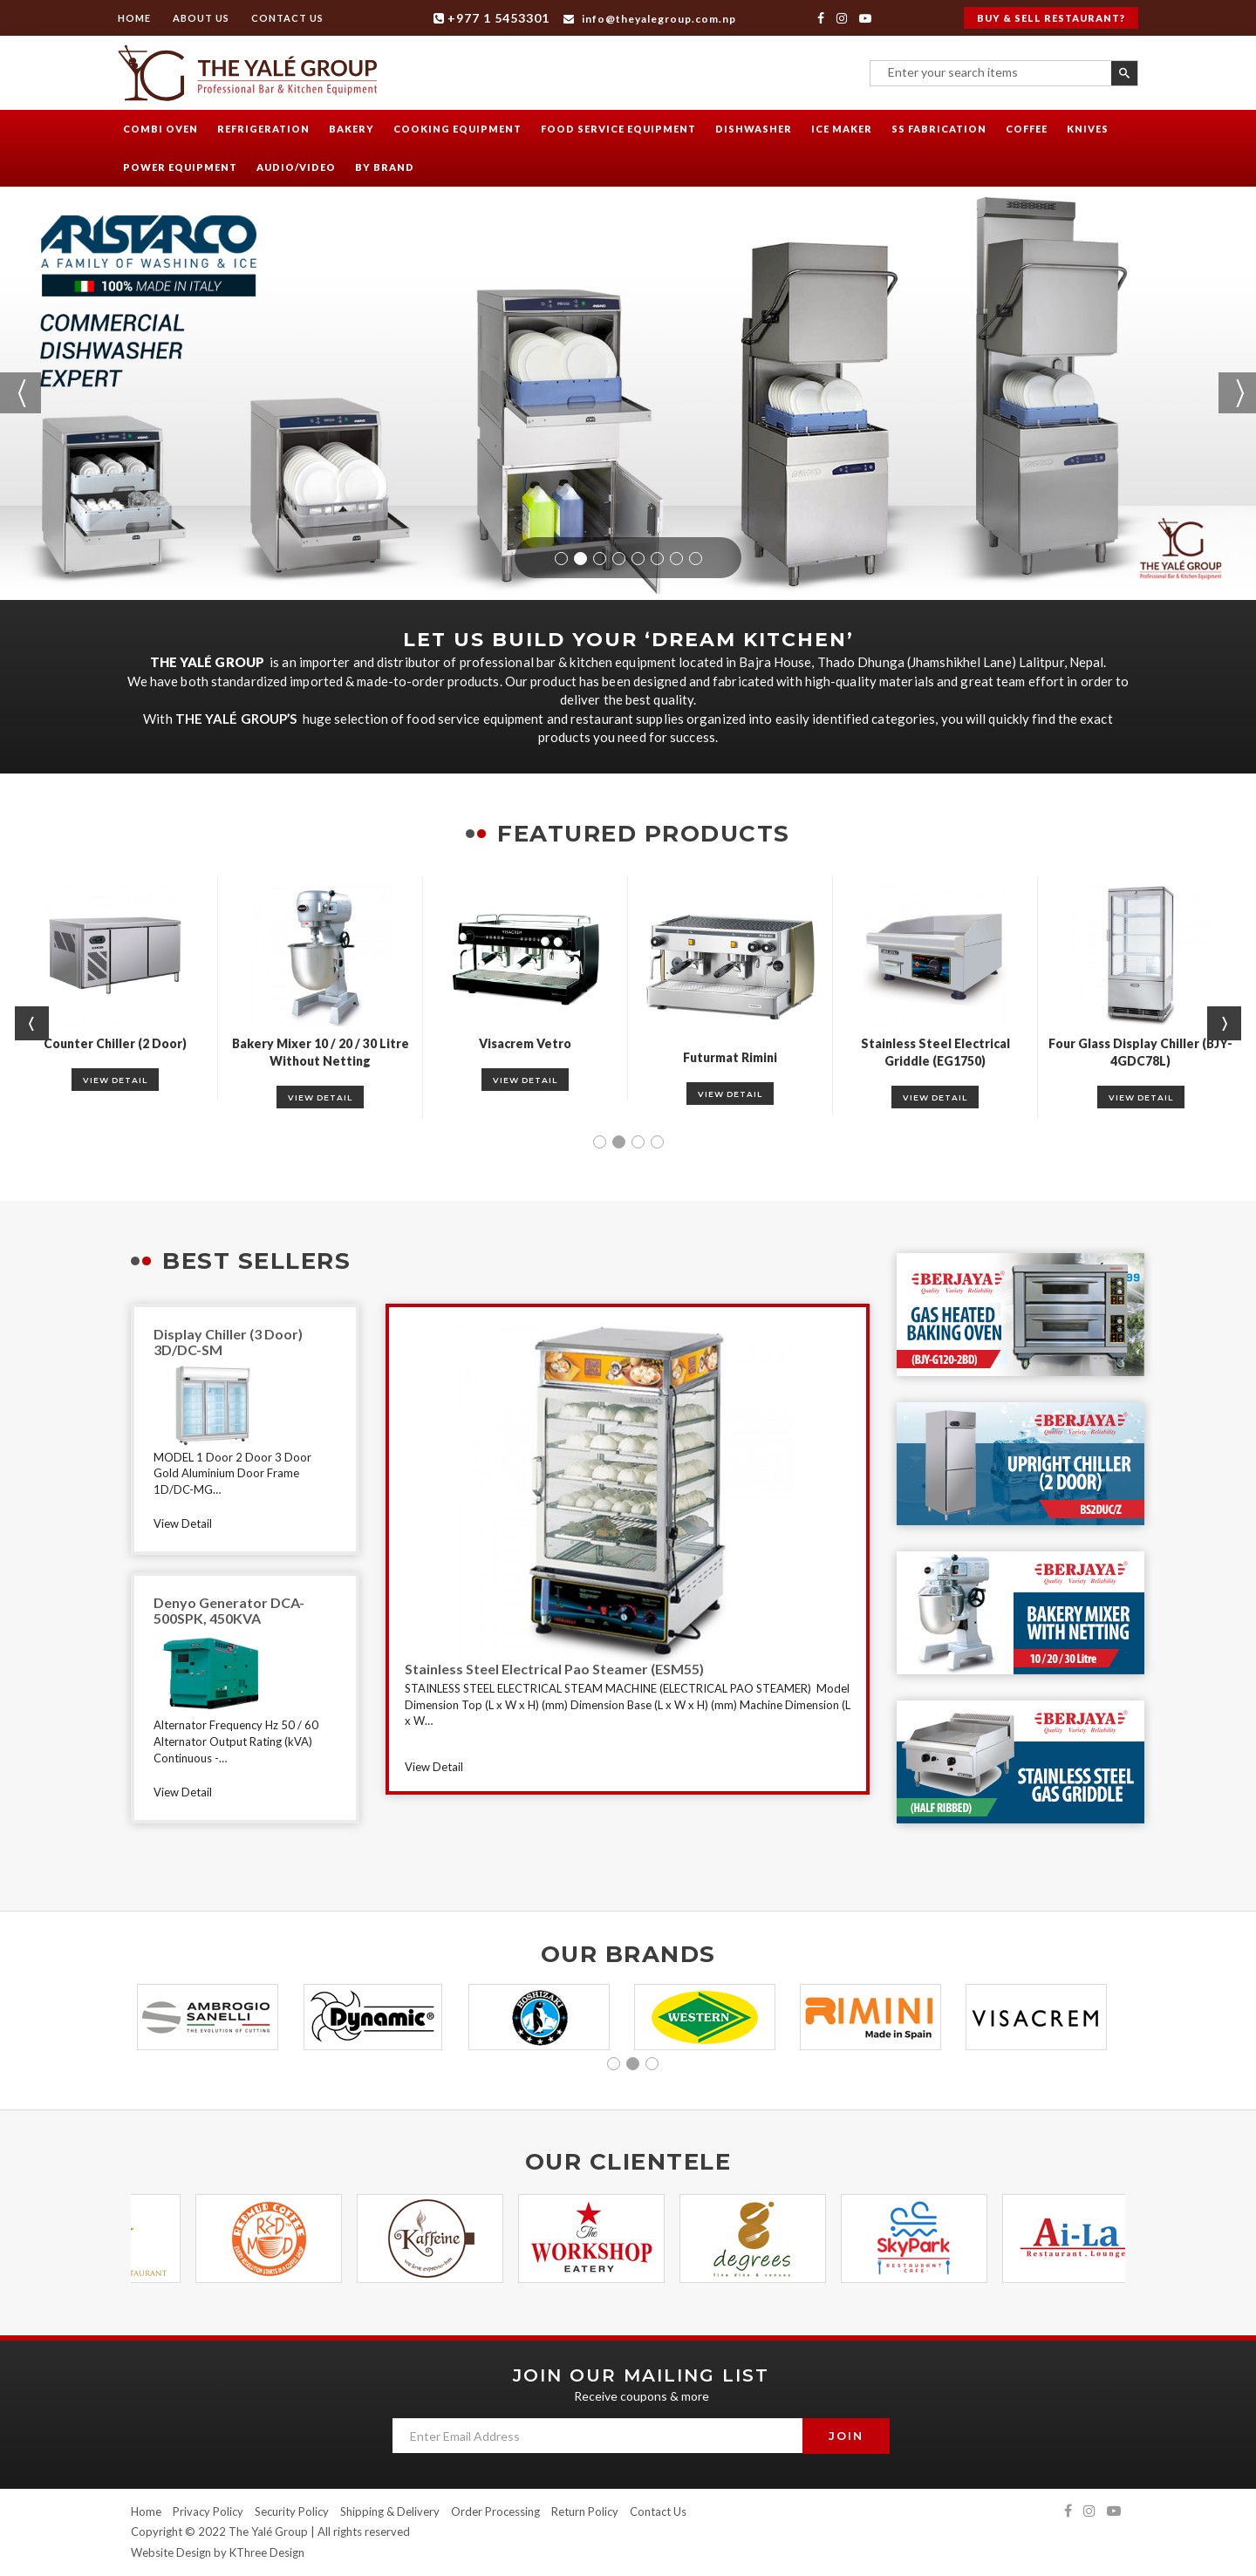 HOME ABOUT US CONTACT US +977 1 5453301 info@theyalegroup.com.np BUY & SELL RESTAURANT?
THE YALÉ GROUP
Professional Bar & Kitchen Equipment
Enter your search items
COMBI OVEN REFRIGERATION BAKERY COOKING EQUIPMENT FOOD SERVICE EQUIPMENT DISHWASHER ICE MAKER SS FABRICATION COFFEE KNIVES
POWER EQUIPMENT AUDIO/VIDEO BY BRAND
ARISTARCO
A FAMILY OF WASHING & ICE
100% MADE IN ITALY
COMMERCIAL
DISHWASHER
EXPERT
THE YALÉ GROUP
Professional Bar & Kitchen Equipment
LET US BUILD YOUR ‘DREAM KITCHEN’
THE YALÉ GROUP is an importer and distributor of professional bar & kitchen equipment located in Bajra House, Thado Dhunga (Jhamshikhel Lane) Lalitpur, Nepal.
We have both standardized imported & made-to-order products. Our product has been designed and fabricated with high-quality materials and great team effort in order to
deliver the best quality.
With THE YALÉ GROUP’S huge selection of food service equipment and restaurant supplies organized into easily identified categories, you will quickly find the exact
products you need for success.
FEATURED PRODUCTS
Counter Chiller (2 Door)
VIEW DETAIL
Bakery Mixer 10 / 20 / 30 Litre
Without Netting
VIEW DETAIL
VISACREM
Visacrem Vetro
VIEW DETAIL
Futurmat Rimini
VIEW DETAIL
Stainless Steel Electrical
Griddle (EG1750)
VIEW DETAIL
Four Glass Display Chiller (BJY-
4GDC78L)
VIEW DETAIL
BEST SELLERS
Display Chiller (3 Door)
3D/DC-SM
MODEL 1 Door 2 Door 3 Door
Gold Aluminium Door Frame
1D/DC-MG...
View Detail
Denyo Generator DCA-
500SPK, 450KVA
Alternator Frequency Hz 50 / 60
Alternator Output Rating (kVA)
Continuous -...
View Detail
Stainless Steel Electrical Pao Steamer (ESM55)
STAINLESS STEEL ELECTRICAL STEAM MACHINE (ELECTRICAL PAO STEAMER) Model
Dimension Top (L x W x H) (mm) Dimension Base (L x W x H) (mm) Machine Dimension (L
x W...
View Detail
BERJAYA
Quality Variety Reliability
99
GAS HEATED
BAKING OVEN
(BJY-G120-2BD)
BERJAYA
Quality Variety Reliability
UPRIGHT CHILLER
(2 DOOR)
BS2DUC/Z
BERJAYA
Quality Variety Reliability
BAKERY MIXER
WITH NETTING
10 / 20 / 30 Litre
BERJAYA
Quality Variety Reliability
STAINLESS STEEL
GAS GRIDDLE
(HALF RIBBED)
OUR BRANDS
AMBROGIO
SANELLI
THE EVOLUTION OF CUTTING
Dynamic®
HOSHIZAKI
WESTERN
RIMINI
Made in Spain
VISACREM
OUR CLIENTELE
TAURANT
REDMUD COFFEE
RED MUD
Kaffeine
The
WORKSHOP
EATERY
8 degrees
fine dine & venues
SkyPark
RESTAURANT
CAFE
Ai-La
Restaurant . Lounge
JOIN OUR MAILING LIST
Receive coupons & more
Enter Email Address JOIN
Home Privacy Policy Security Policy Shipping & Delivery Order Processing Return Policy Contact Us
Copyright © 2022 The Yalé Group | All rights reserved
Website Design by KThree Design